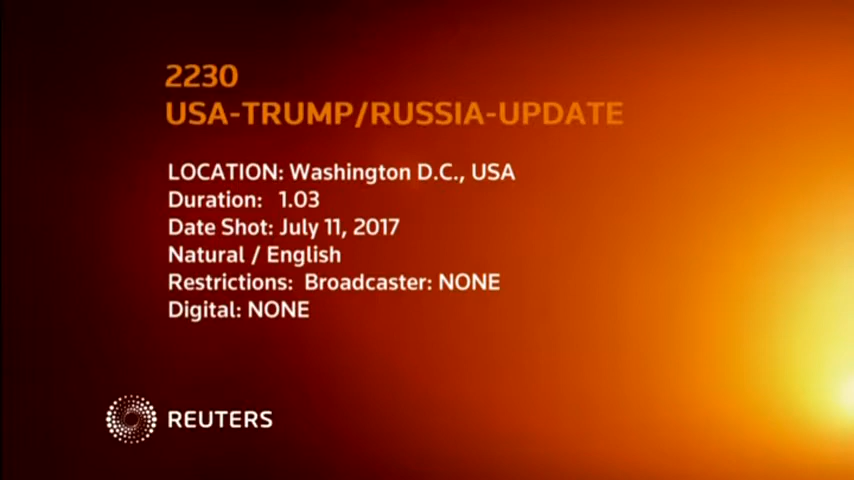 2230
USA-TRUMP/RUSSIA-UPDATE
LOCATION: Washington D.C., USA
Duration: 1.03
Date Shot: July 11, 2017
Natural / English
Restrictions: Broadcaster: NONE
Digital: NONE
REUTERS